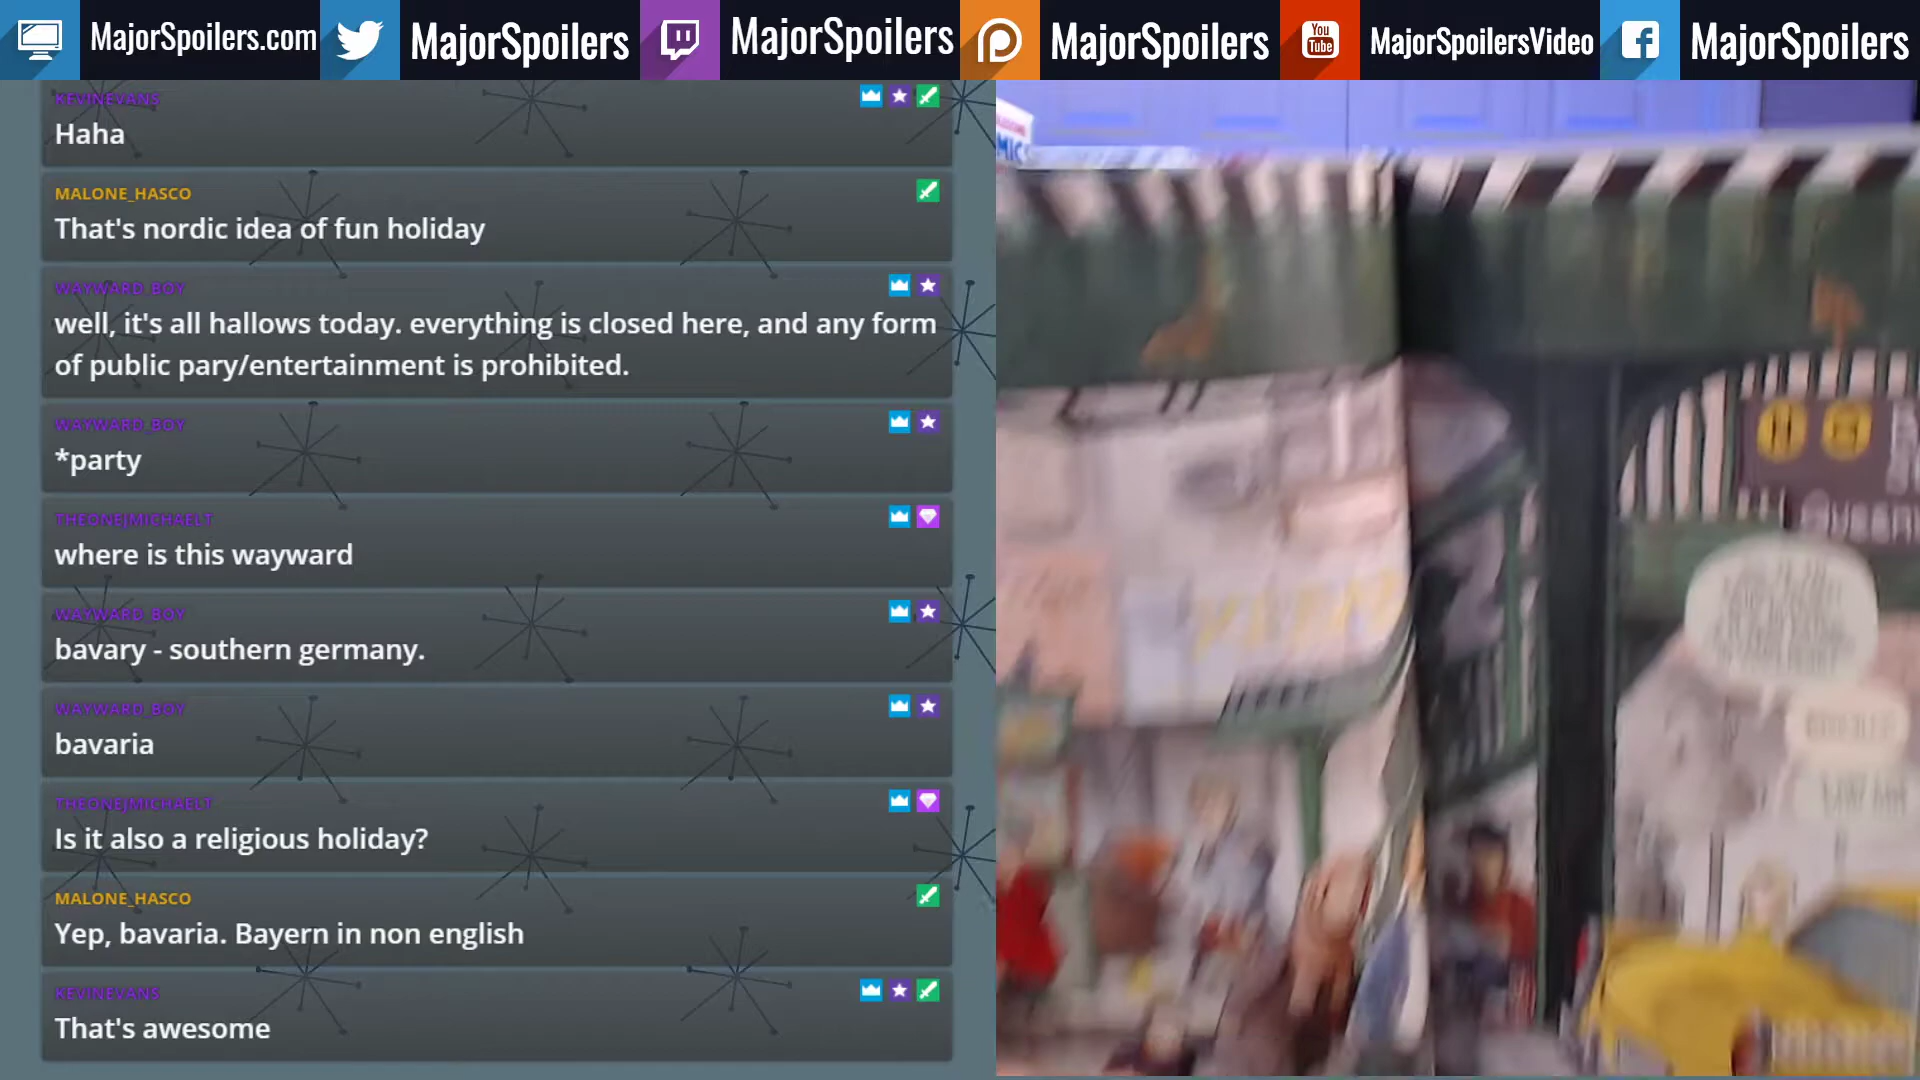 MajorSpoilers.com
MajorSpoilers
MajorSpoilers
MajorSpoilers
You
Tube
MajorSpoilersVideo
MajorSpoilers
KEVINEVANS
Haha
MALONE_HASCO
That's nordic idea of fun holiday
WAYWARD_BOY
well, it's all hallows today. everything is closed here, and any form
of public pary/entertainment is prohibited.
WAYWARD_BOY
*party
THEONEJMICHAELT
where is this wayward
WAYWARD_BOY
bavary - southern germany.
WAYWARD_BOY
bavaria
THEONEJMICHAELT
Is it also a religious holiday?
MALONE_HASCO
Yep, bavaria. Bayern in non english
KEVINEVANS
That's awesome